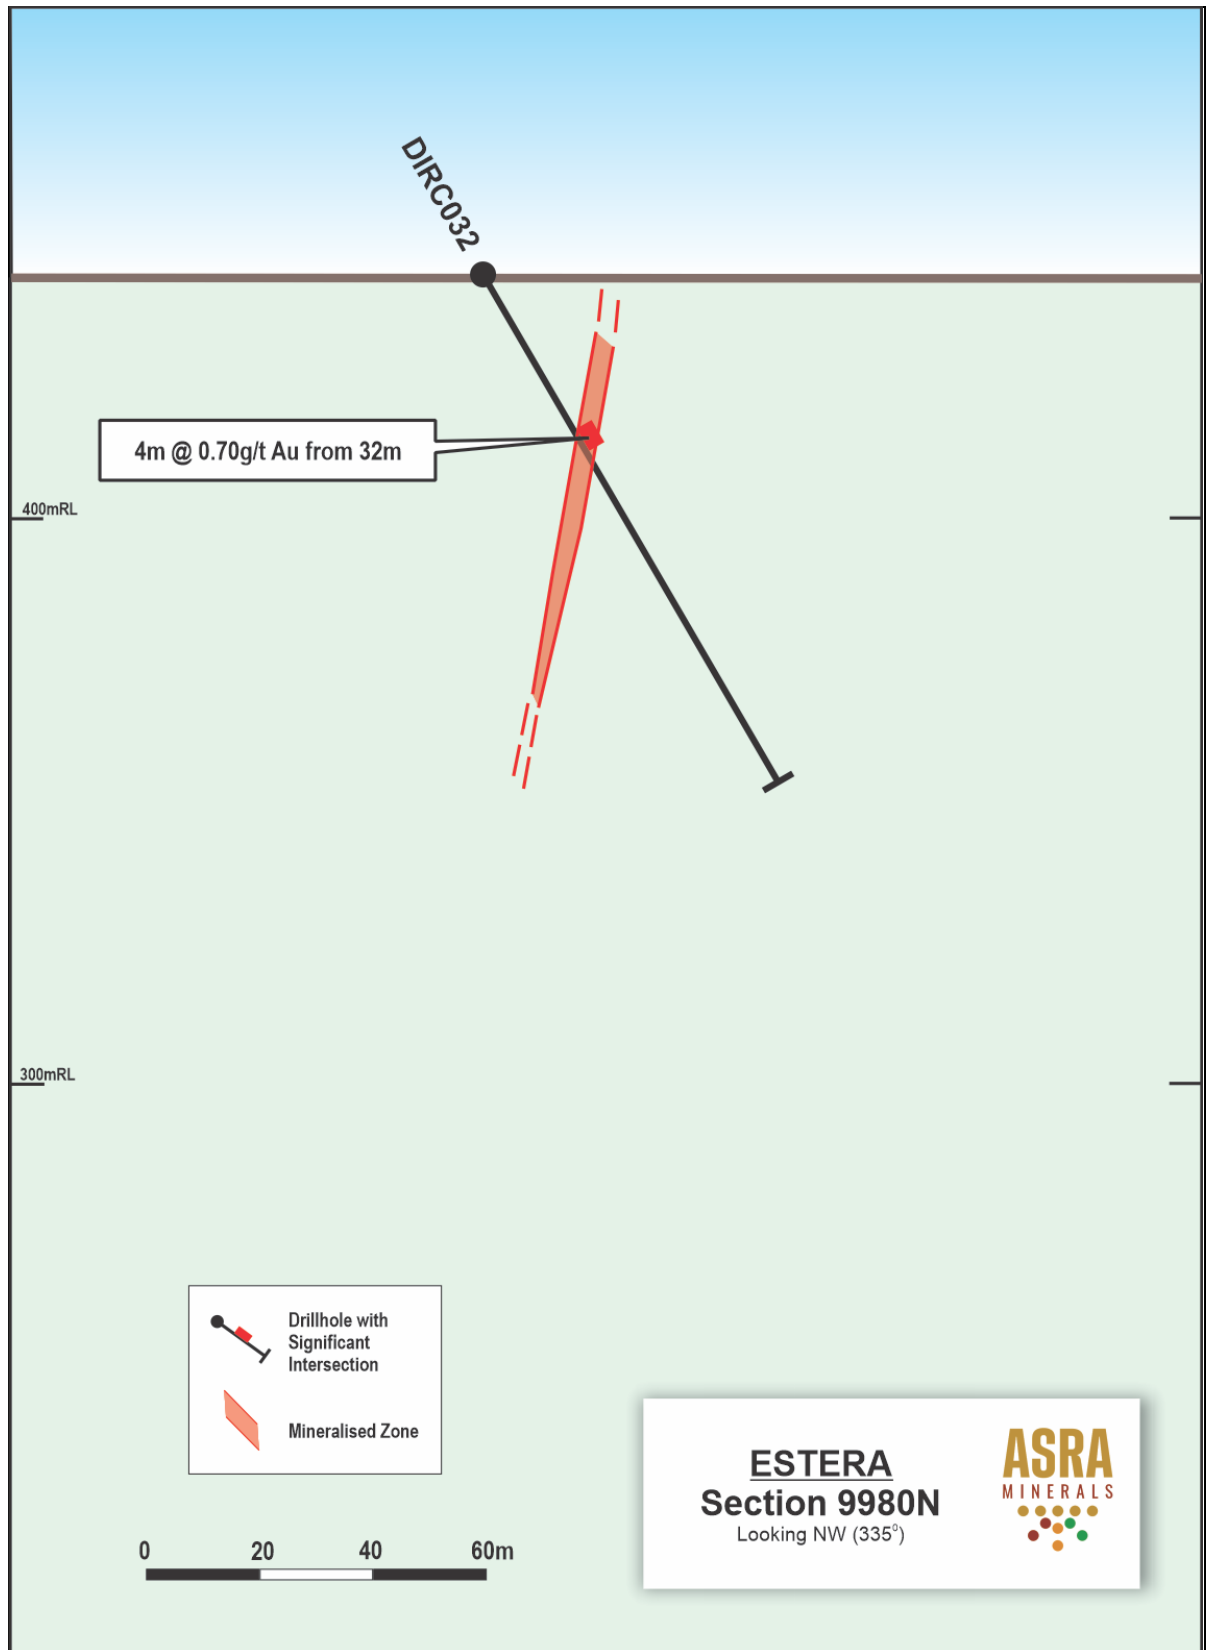 DIRC032
4m @ 0.70g/t Au from 32m
400mRL
300mRL
Drillhole with
Significant
Intersection
Mineralised Zone
ESTERA
Section 9980N
Looking NW (335⁰)
ASRA
MINERALS
0 20 40 60m